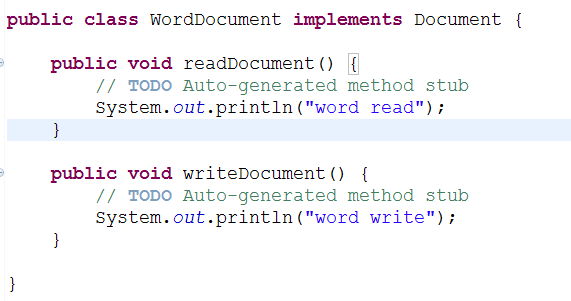 public class WordDocument implements Document {
public void readDocument() {
// TODO Auto-generated method stub
System.out.println("word read");
}
public void writeDocument() {
// TODO Auto-generated method stub
System.out.println("word write");
}
}